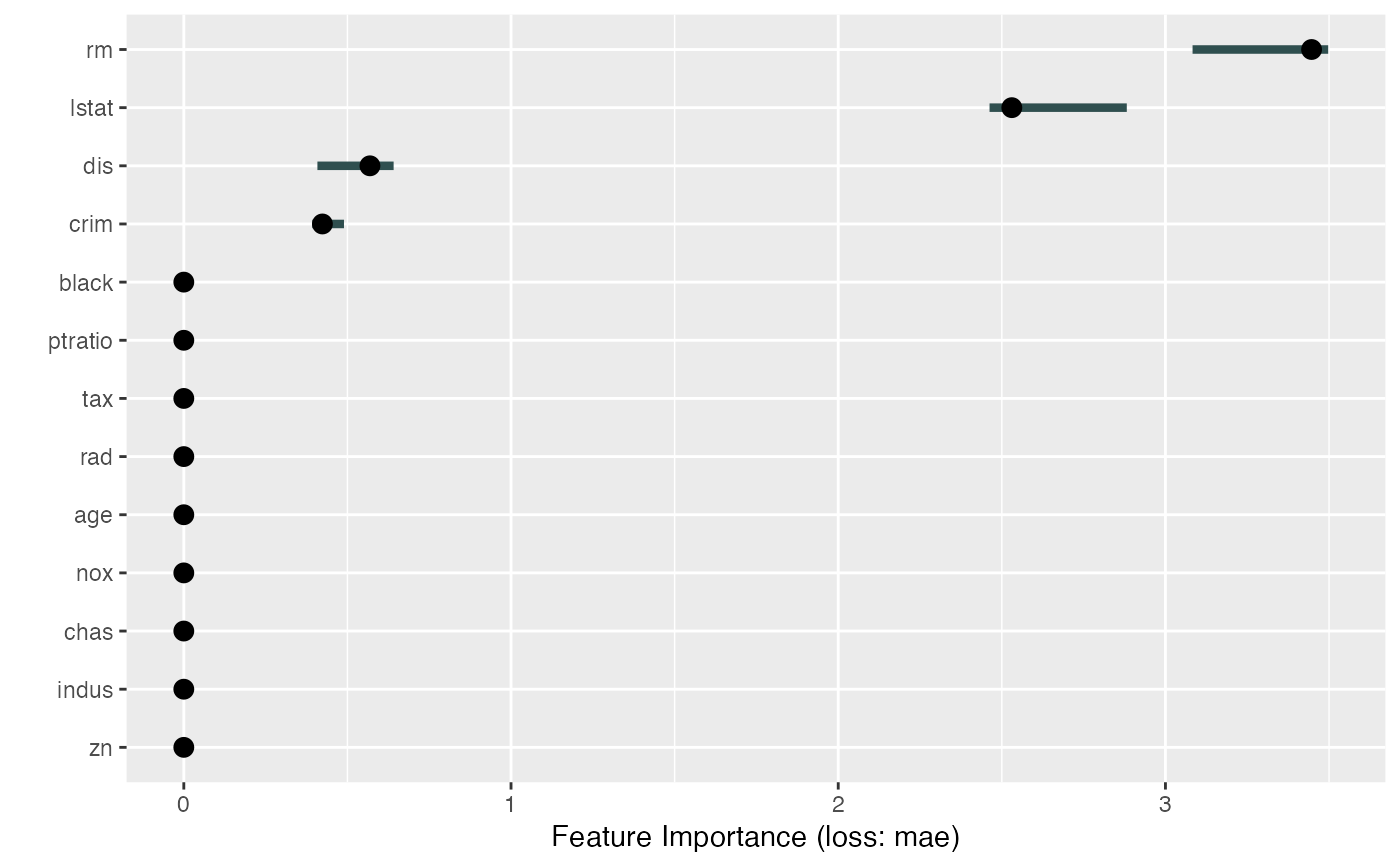 rm
lstat
dis
crim
black
ptratio
tax
rad
age
nox
chas
indus
zn
0 1 2 3
Feature Importance (loss: mae)